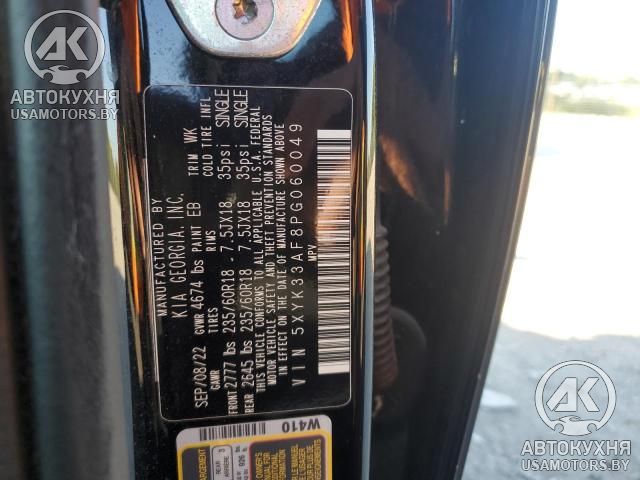 AK
АВТОКУХНЯ
USAMOTORS.BY
MANUFACTURED BY
KIA GEORGIA, INC.
SEP/08/22 GVWR 4674 lbs PAINT EB TRIM WK
GAWR TIRES RIMS COLD TIRE INFL
FRONT 2777 lbs 235/60R18 - 7.5JX18, 35psi SINGLE
REAR 2645 lbs 235/60R18 - 7.5JX18 35psi SINGLE
THIS VEHICLE CONFORMS TO ALL APPLICABLE U.S.A. FEDERAL
MOTOR VEHICLE SAFETY AND THEFT PREVENTION STANDARDS
IN EFFECT ON THE DATE OF MANUFACTURE SHOWN ABOVE
VIN 5XYK33AF8PG060049
MPV
W410
AK
АВТОКУХНЯ
USAMOTORS.BY